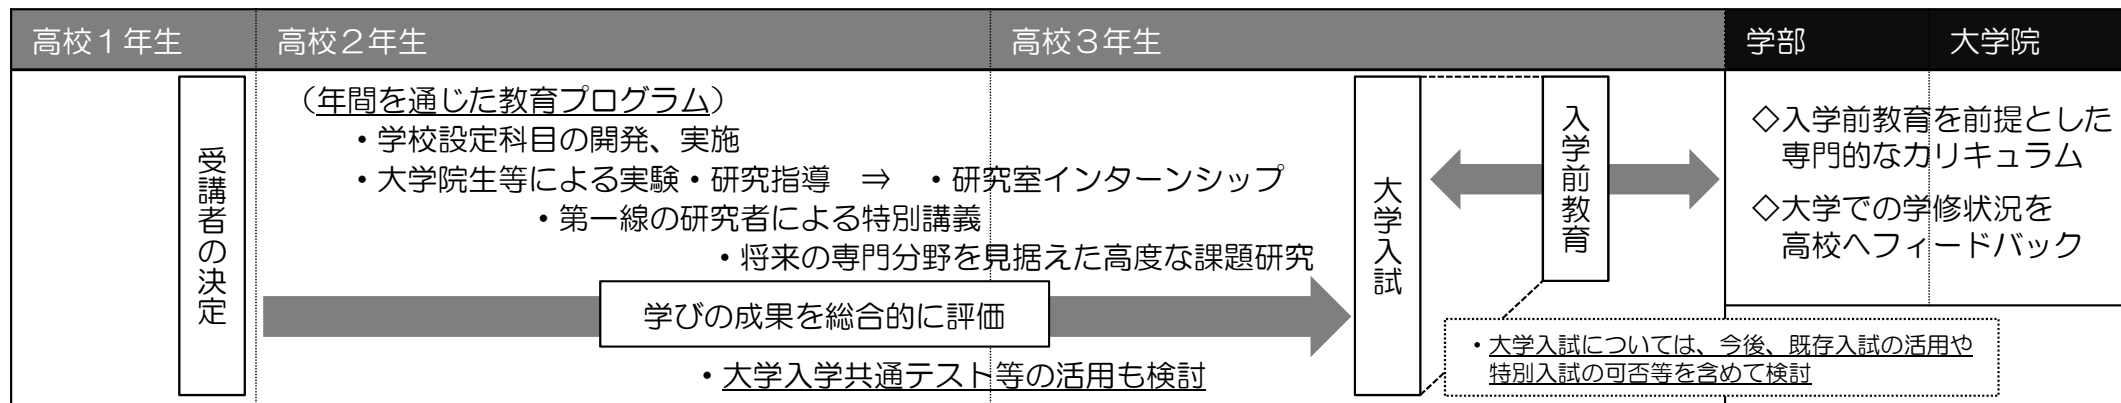 高校１年生
高校２年生
高校３年生
学部
大学院
受講者の決定
（年間を通じた教育プログラム）
・学校設定科目の開発、実施
・大学院生等による実験・研究指導　⇒　・研究室インターンシップ
・第一線の研究者による特別講義
・将来の専門分野を見据えた高度な課題研究
学びの成果を総合的に評価
・大学入学共通テスト等の活用も検討
大学入試
入学前教育
◇入学前教育を前提とした
専門的なカリキュラム
◇大学での学修状況を
高校へフィードバック
・大学入試については、今後、既存入試の活用や
特別入試の可否等を含めて検討